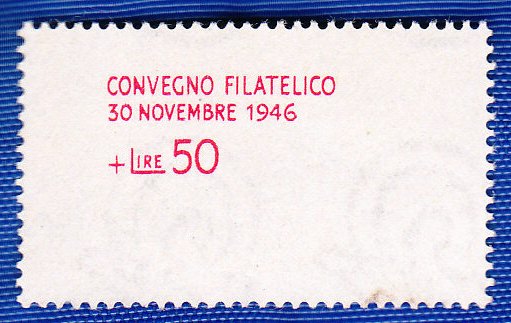 CONVEGNO FILATELICO
30 NOVEMBRE 1946
+ LIRE 50